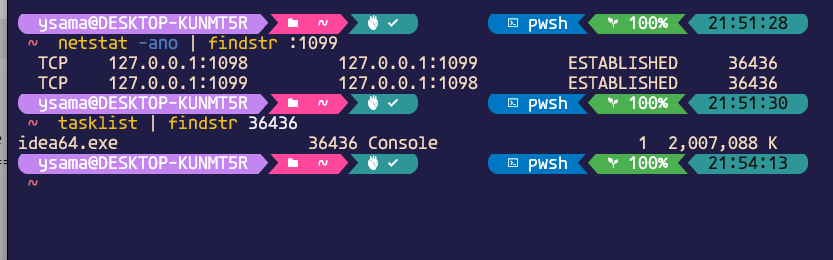 ysama@DESKTOP-KUNMT5R ~ pwsh 100% 21:51:28
~ netstat -ano | findstr :1099
TCP 127.0.0.1:1098 127.0.0.1:1099 ESTABLISHED 36436
TCP 127.0.0.1:1099 127.0.0.1:1098 ESTABLISHED 36436
ysama@DESKTOP-KUNMT5R ~ pwsh 100% 21:51:30
~ tasklist | findstr 36436
idea64.exe 36436 Console 1 2,007,088 K
ysama@DESKTOP-KUNMT5R ~ pwsh 100% 21:54:13
~